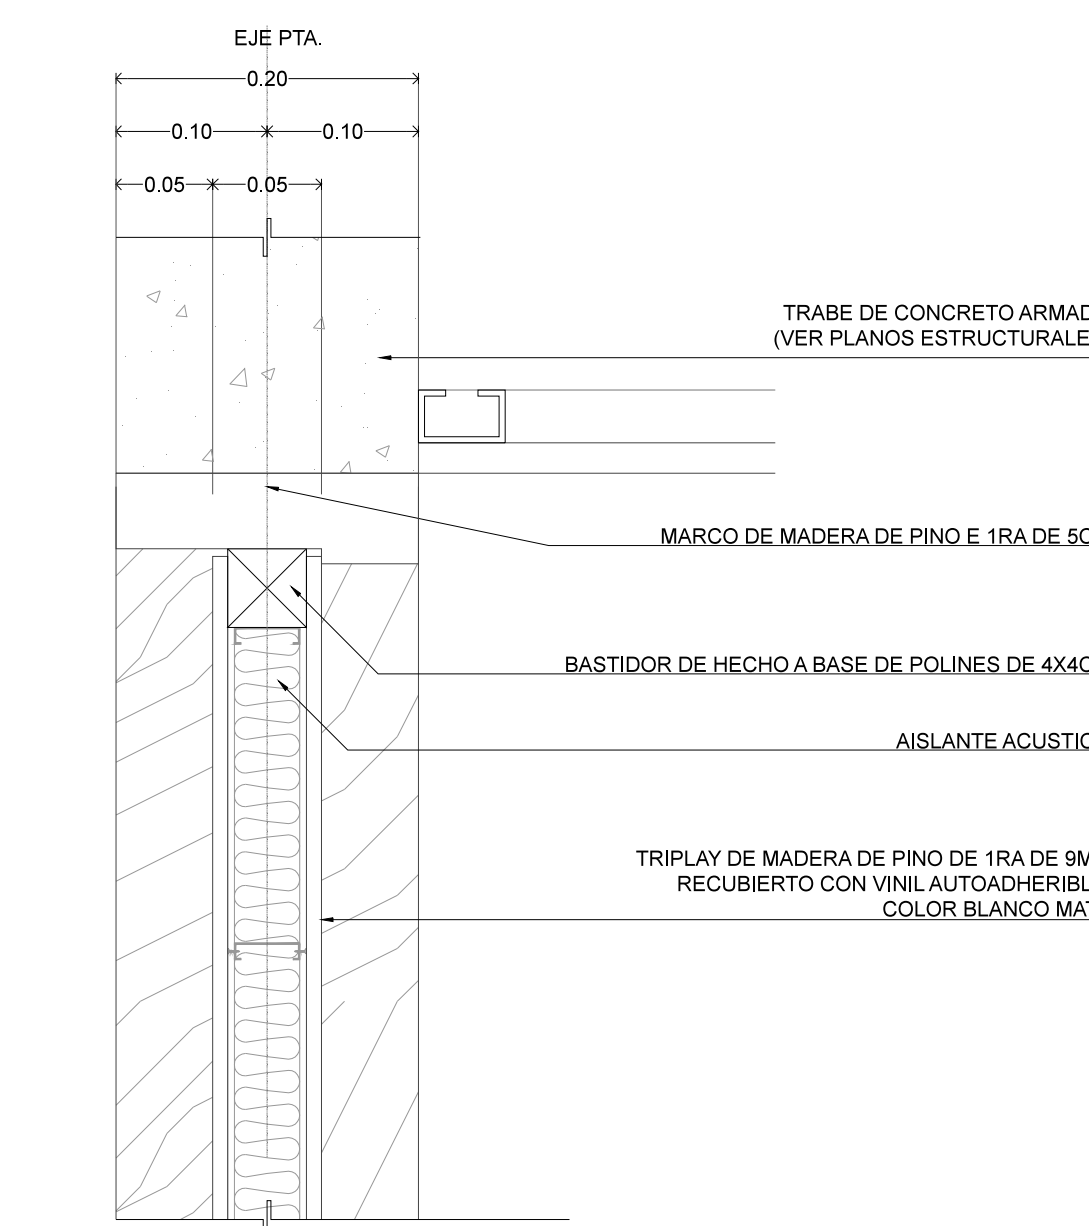 EJE PTA.
0.20
0.10 0.10
0.05 0.05
TRABE DE CONCRETO ARMAD
(VER PLANOS ESTRUCTURALE
MARCO DE MADERA DE PINO E 1RA DE 5C
BASTIDOR DE HECHO A BASE DE POLINES DE 4X4C
AISLANTE ACUSTIC
TRIPLAY DE MADERA DE PINO DE 1RA DE 9M
RECUBIERTO CON VINIL AUTOADHERIBL
COLOR BLANCO MAT